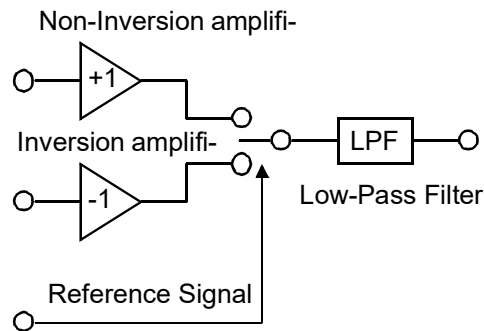 Non-Inversion amplifi-
+1
Inversion amplifi-
LPF
-1
Low-Pass Filter
Reference Signal